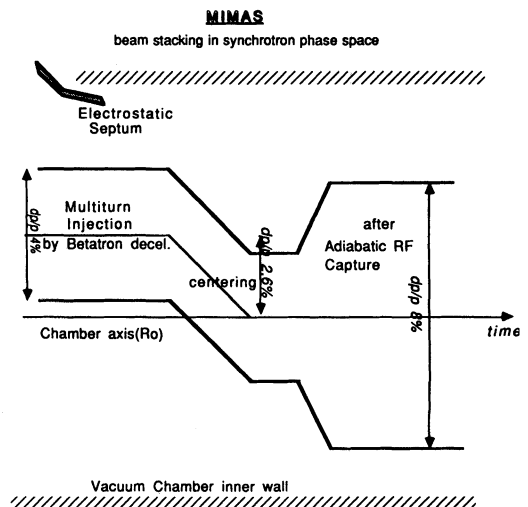 MIMAS
beam stacking in synchrotron phase space
Electrostatic
Septum
dp/p 4%
Multiturn
Injection
by Betatron decel.
dp/p 2.6%
centering
after
Adiabatic RF
Capture
dp/p 8%
Chamber axis(Ro)
time
Vacuum Chamber inner wall